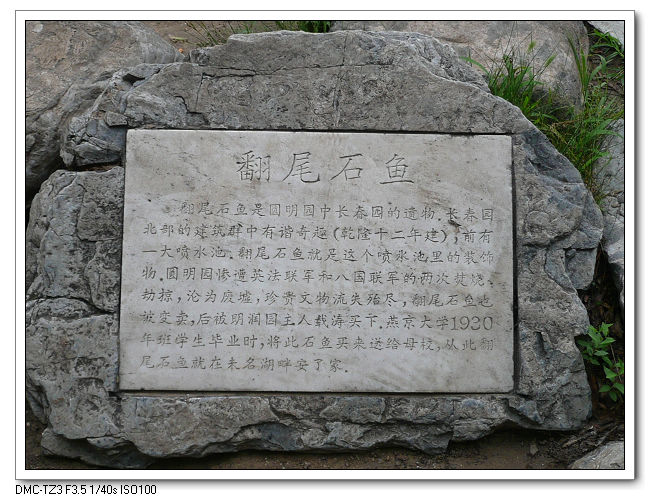 翻尾石鱼
翻尾石鱼是圆明园中长春园的遗物.长春园
北部的建筑群中有谐奇趣(乾隆十二年建),前有
大喷水池.翻尾石鱼就是这个喷水池里的装饰
物.圆明园惨遭英法联军和八国联军的两次焚烧、
劫掠,沦为废墟,珍贵文物流失殆尽,翻尾石鱼也
被变卖,后被朗润园主人载涛买下.燕京大学1930
年班学生毕业时,将此石鱼买来送给母校,从此翻
尾石鱼就在未名湖畔安了家.
DMC-TZ3 F3.5 1/40s ISO100